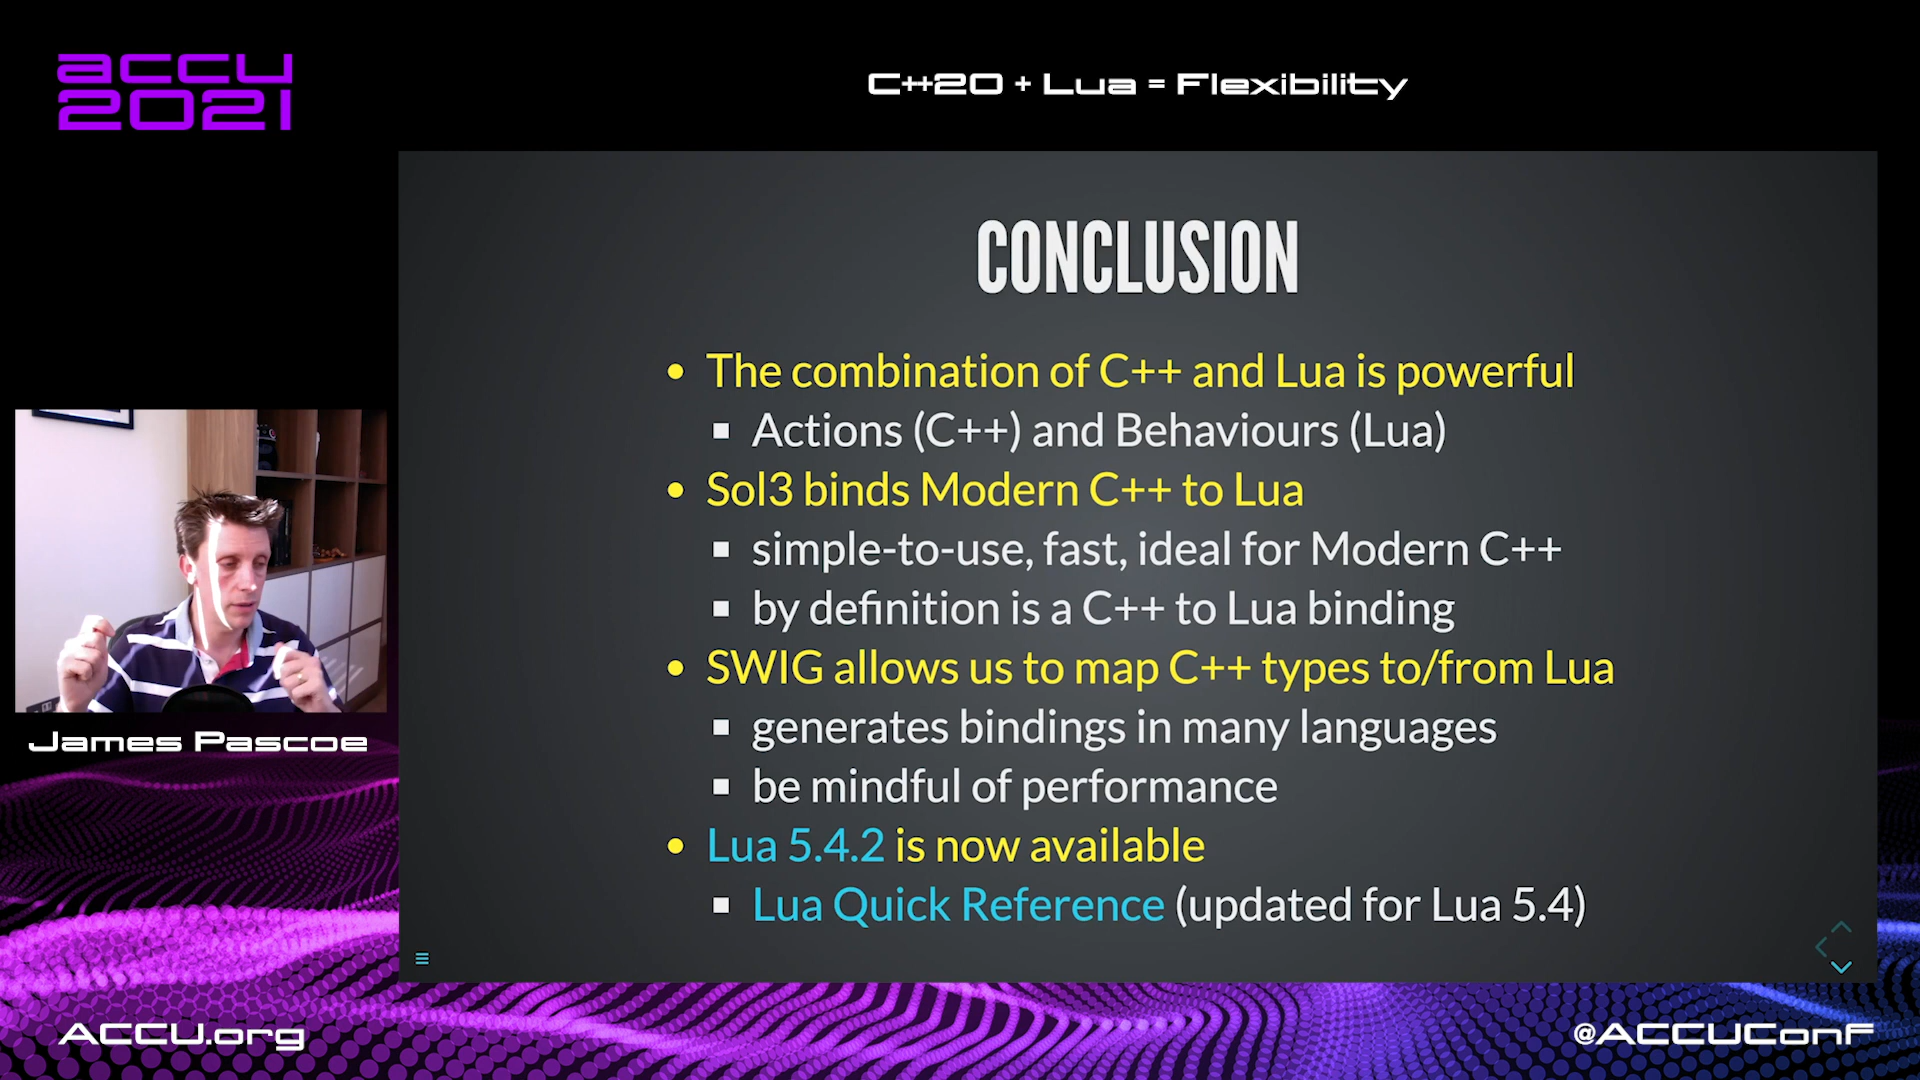 accu
2021
C++20 + Lua = Flexibility
CONCLUSION
• The combination of C++ and Lua is powerful
▪ Actions (C++) and Behaviours (Lua)
• Sol3 binds Modern C++ to Lua
▪ simple-to-use, fast, ideal for Modern C++
▪ by definition is a C++ to Lua binding
• SWIG allows us to map C++ types to/from Lua
▪ generates bindings in many languages
▪ be mindful of performance
• Lua 5.4.2 is now available
▪ Lua Quick Reference (updated for Lua 5.4)
James Pascoe
ACCU.org
@ACCUConf